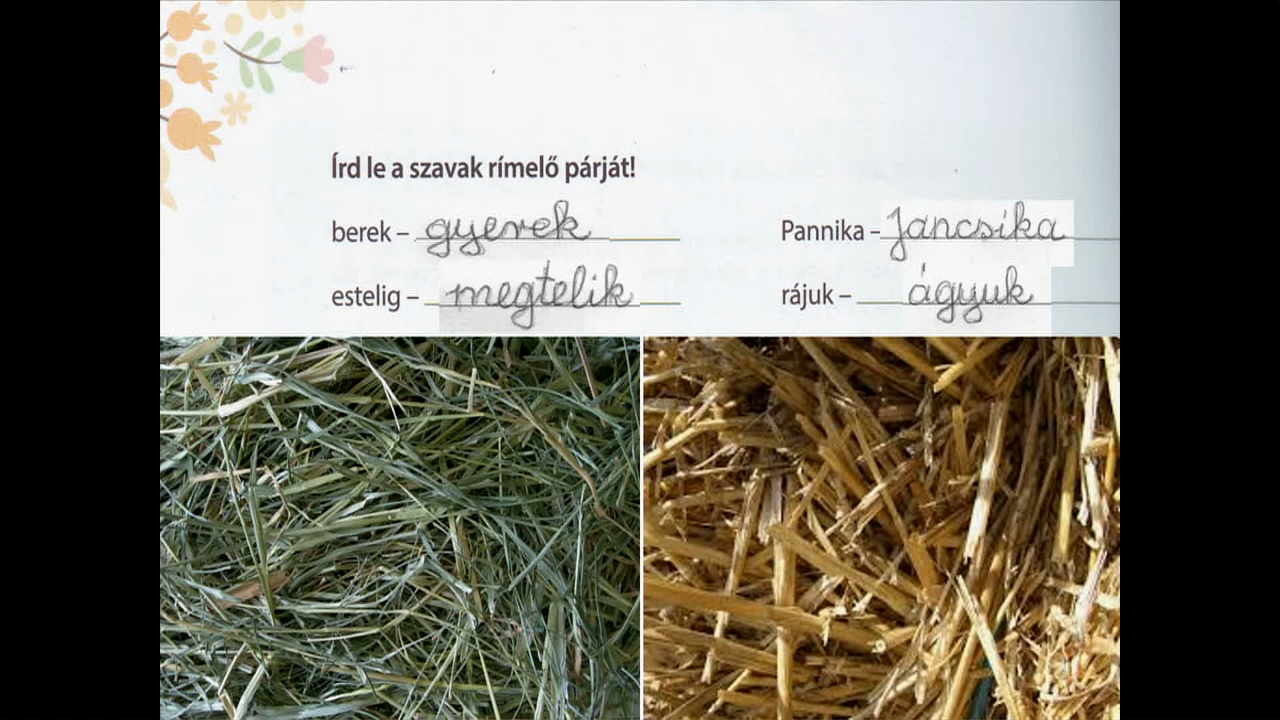 Írd le a szavak rímelő párját!
berek – gyerek Pannika – Jancsika
estelig – megtelik rájuk – ágyuk